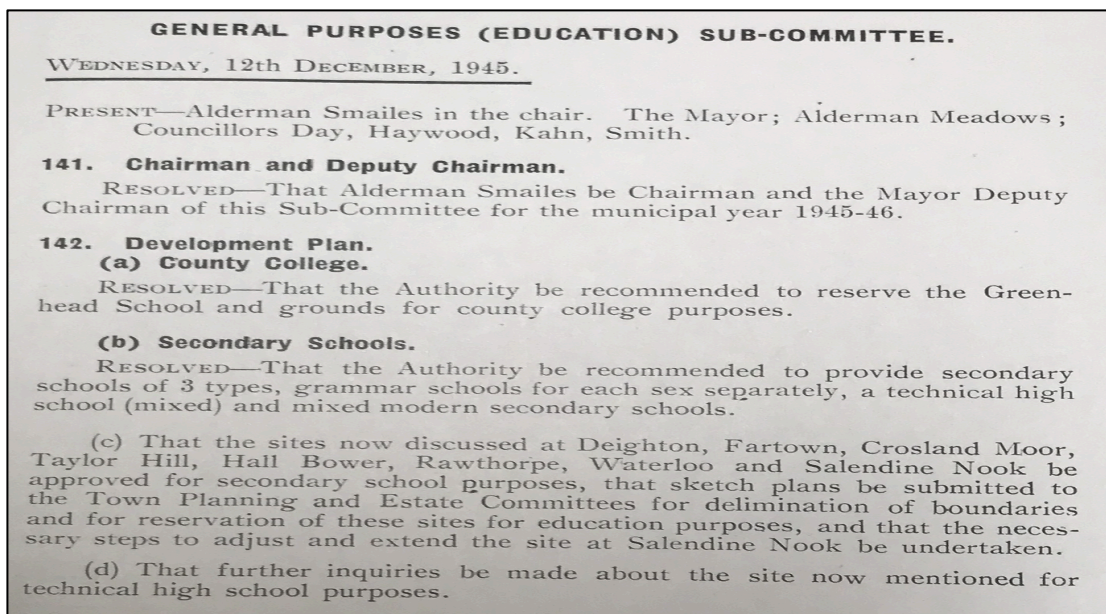 GENERAL PURPOSES (EDUCATION) SUB-COMMITTEE.
WEDNESDAY, 12th DECEMBER, 1945.
PRESENT—Alderman Smailes in the chair. The Mayor; Alderman Meadows;
Councillors Day, Haywood, Kahn, Smith.
141. Chairman and Deputy Chairman.
RESOLVED—That Alderman Smailes be Chairman and the Mayor Deputy
Chairman of this Sub-Committee for the municipal year 1945-46.
142. Development Plan.
(a) County College.
RESOLVED—That the Authority be recommended to reserve the Green-
head School and grounds for county college purposes.
(b) Secondary Schools.
RESOLVED—That the Authority be recommended to provide secondary
schools of 3 types, grammar schools for each sex separately, a technical high
school (mixed) and mixed modern secondary schools.
(c) That the sites now discussed at Deighton, Fartown, Crosland Moor,
Taylor Hill, Hall Bower, Rawthorpe, Waterloo and Salendine Nook be
approved for secondary school purposes, that sketch plans be submitted to
the Town Planning and Estate Committees for delimination of boundaries
and for reservation of these sites for education purposes, and that the neces-
sary steps to adjust and extend the site at Salendine Nook be undertaken.
(d) That further inquiries be made about the site now mentioned for
technical high school purposes.